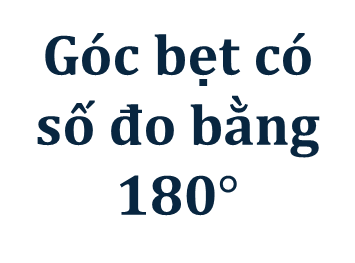 Góc bẹt có
số đo bằng
180°